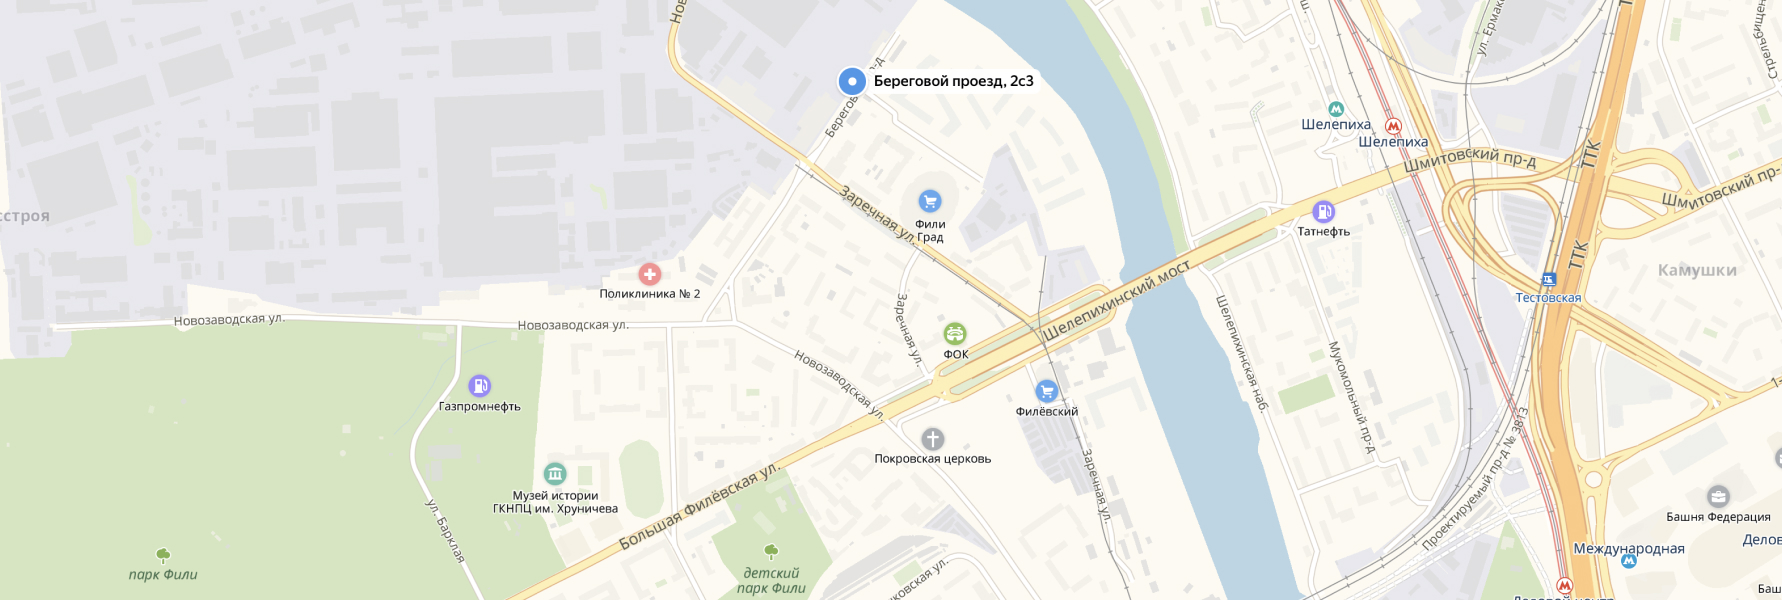 Береговой проезд, 2с3
Шелепиха
Шелепиха
Шмитовский пр-д
ТТК
ул. Ермак
Стрельбищен
Шмитовский пр-
Заречная ул.
Фили
Град
Татнефть
ТТК
Камушки
Тестовская
Поликлиника № 2
Новозаводская ул.
Новозаводская ул.
Шелепихинский мост
Заречная ул.
ФОК
Новозаводская ул.
Газпромнефть
Филёвский
Шелепихинская наб.
Мукомольный пр-д
Покровская церковь
Музей истории
ГКНПЦ им. Хруничева
Большая Филёвская ул.
Заречная ул.
Проектируемый пр-д № 3813
Башня Федерация
ул. Барклая
Международная
парк Фили
детский
парк Фили